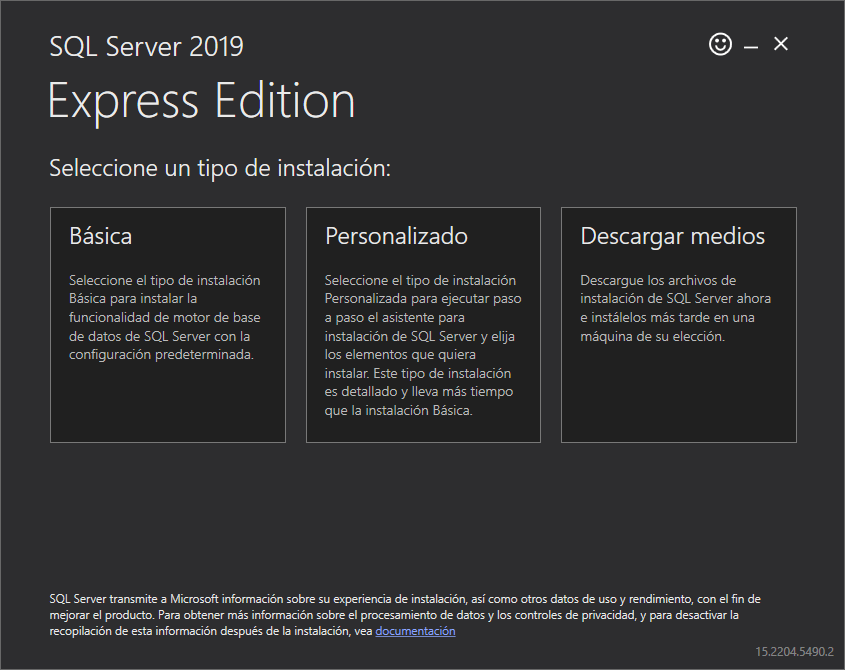 SQL Server 2019
Express Edition
Seleccione un tipo de instalación:
Básica
Seleccione el tipo de instalación
Básica para instalar la
funcionalidad de motor de base
de datos de SQL Server con la
configuración predeterminada.
Personalizado
Seleccione el tipo de instalación
Personalizada para ejecutar paso
a paso el asistente para
instalación de SQL Server y elija
los elementos que quiera
instalar. Este tipo de instalación
es detallado y lleva más tiempo
que la instalación Básica.
Descargar medios
Descargue los archivos de
instalación de SQL Server ahora
e instálelos más tarde en una
máquina de su elección.
SQL Server transmite a Microsoft información sobre su experiencia de instalación, así como otros datos de uso y rendimiento, con el fin de
mejorar el producto. Para obtener más información sobre el procesamiento de datos y los controles de privacidad, y para desactivar la
recopilación de esta información después de la instalación, vea documentación
15.2204.5490.2